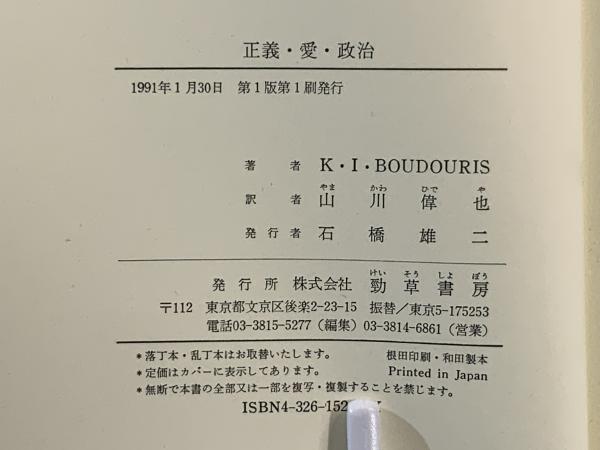 正義・愛・政治
1991年1月30日 第1版第1刷発行
著者 K・I・BOUDOURIS
やま かわ ひで や
訳者 山川偉也
発行者 石橋雄二
けい そう しょ ぼう
発行所 株式会社 勁草書房
〒112 東京都文京区後楽2-23-15 振替/東京5-175253
電話03-3815-5277(編集)03-3814-6861(営業)
*落丁本・乱丁本はお取替いたします。 根田印刷・和田製本
*定価はカバーに表示してあります。 Printed in Japan
*無断で本書の全部又は一部を複写・複製することを禁じます。
ISBN4-326-152